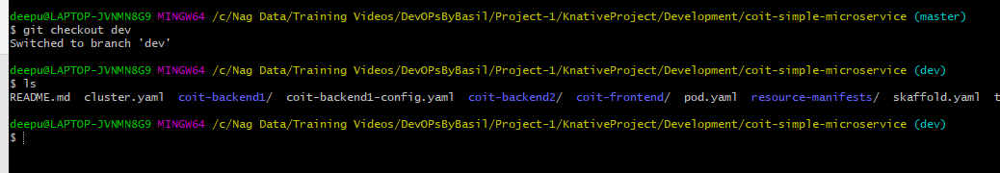 deepu@LAPTOP-JVNMN8G9 MINGW64 /c/Nag Data/Training Videos/DevOPsByBasil/Project-1/KnativeProject/Development/coit-simple-microservice (master)
$ git checkout dev
Switched to branch 'dev'
deepu@LAPTOP-JVNMN8G9 MINGW64 /c/Nag Data/Training Videos/DevOPsByBasil/Project-1/KnativeProject/Development/coit-simple-microservice (dev)
$ ls
README.md cluster.yaml coit-backend1/ coit-backend1-config.yaml coit-backend2/ coit-frontend/ pod.yaml resource-manifests/ skaffold.yaml
deepu@LAPTOP-JVNMN8G9 MINGW64 /c/Nag Data/Training Videos/DevOPsByBasil/Project-1/KnativeProject/Development/coit-simple-microservice (dev)
$